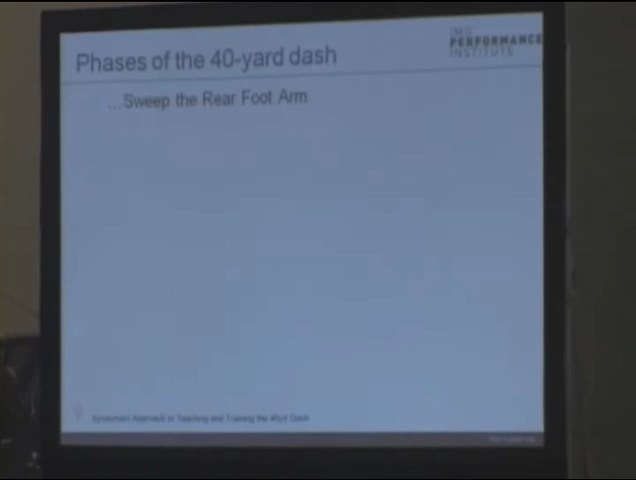 Phases of the 40-yard dash
IMG
PERFORMANCE
INSTITUTE
...Sweep the Rear Foot Arm
Systematic Approach to Teaching and Training the 40yd Dash